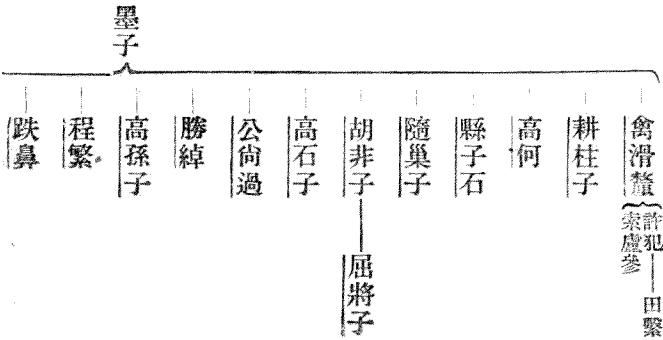 墨子
禽滑釐
許犯
田繫
索盧參
耕柱子
高何
縣子石
隨巢子
胡非子
屈將子
高石子
公尙過
勝綽
高孫子
程繁
跌鼻